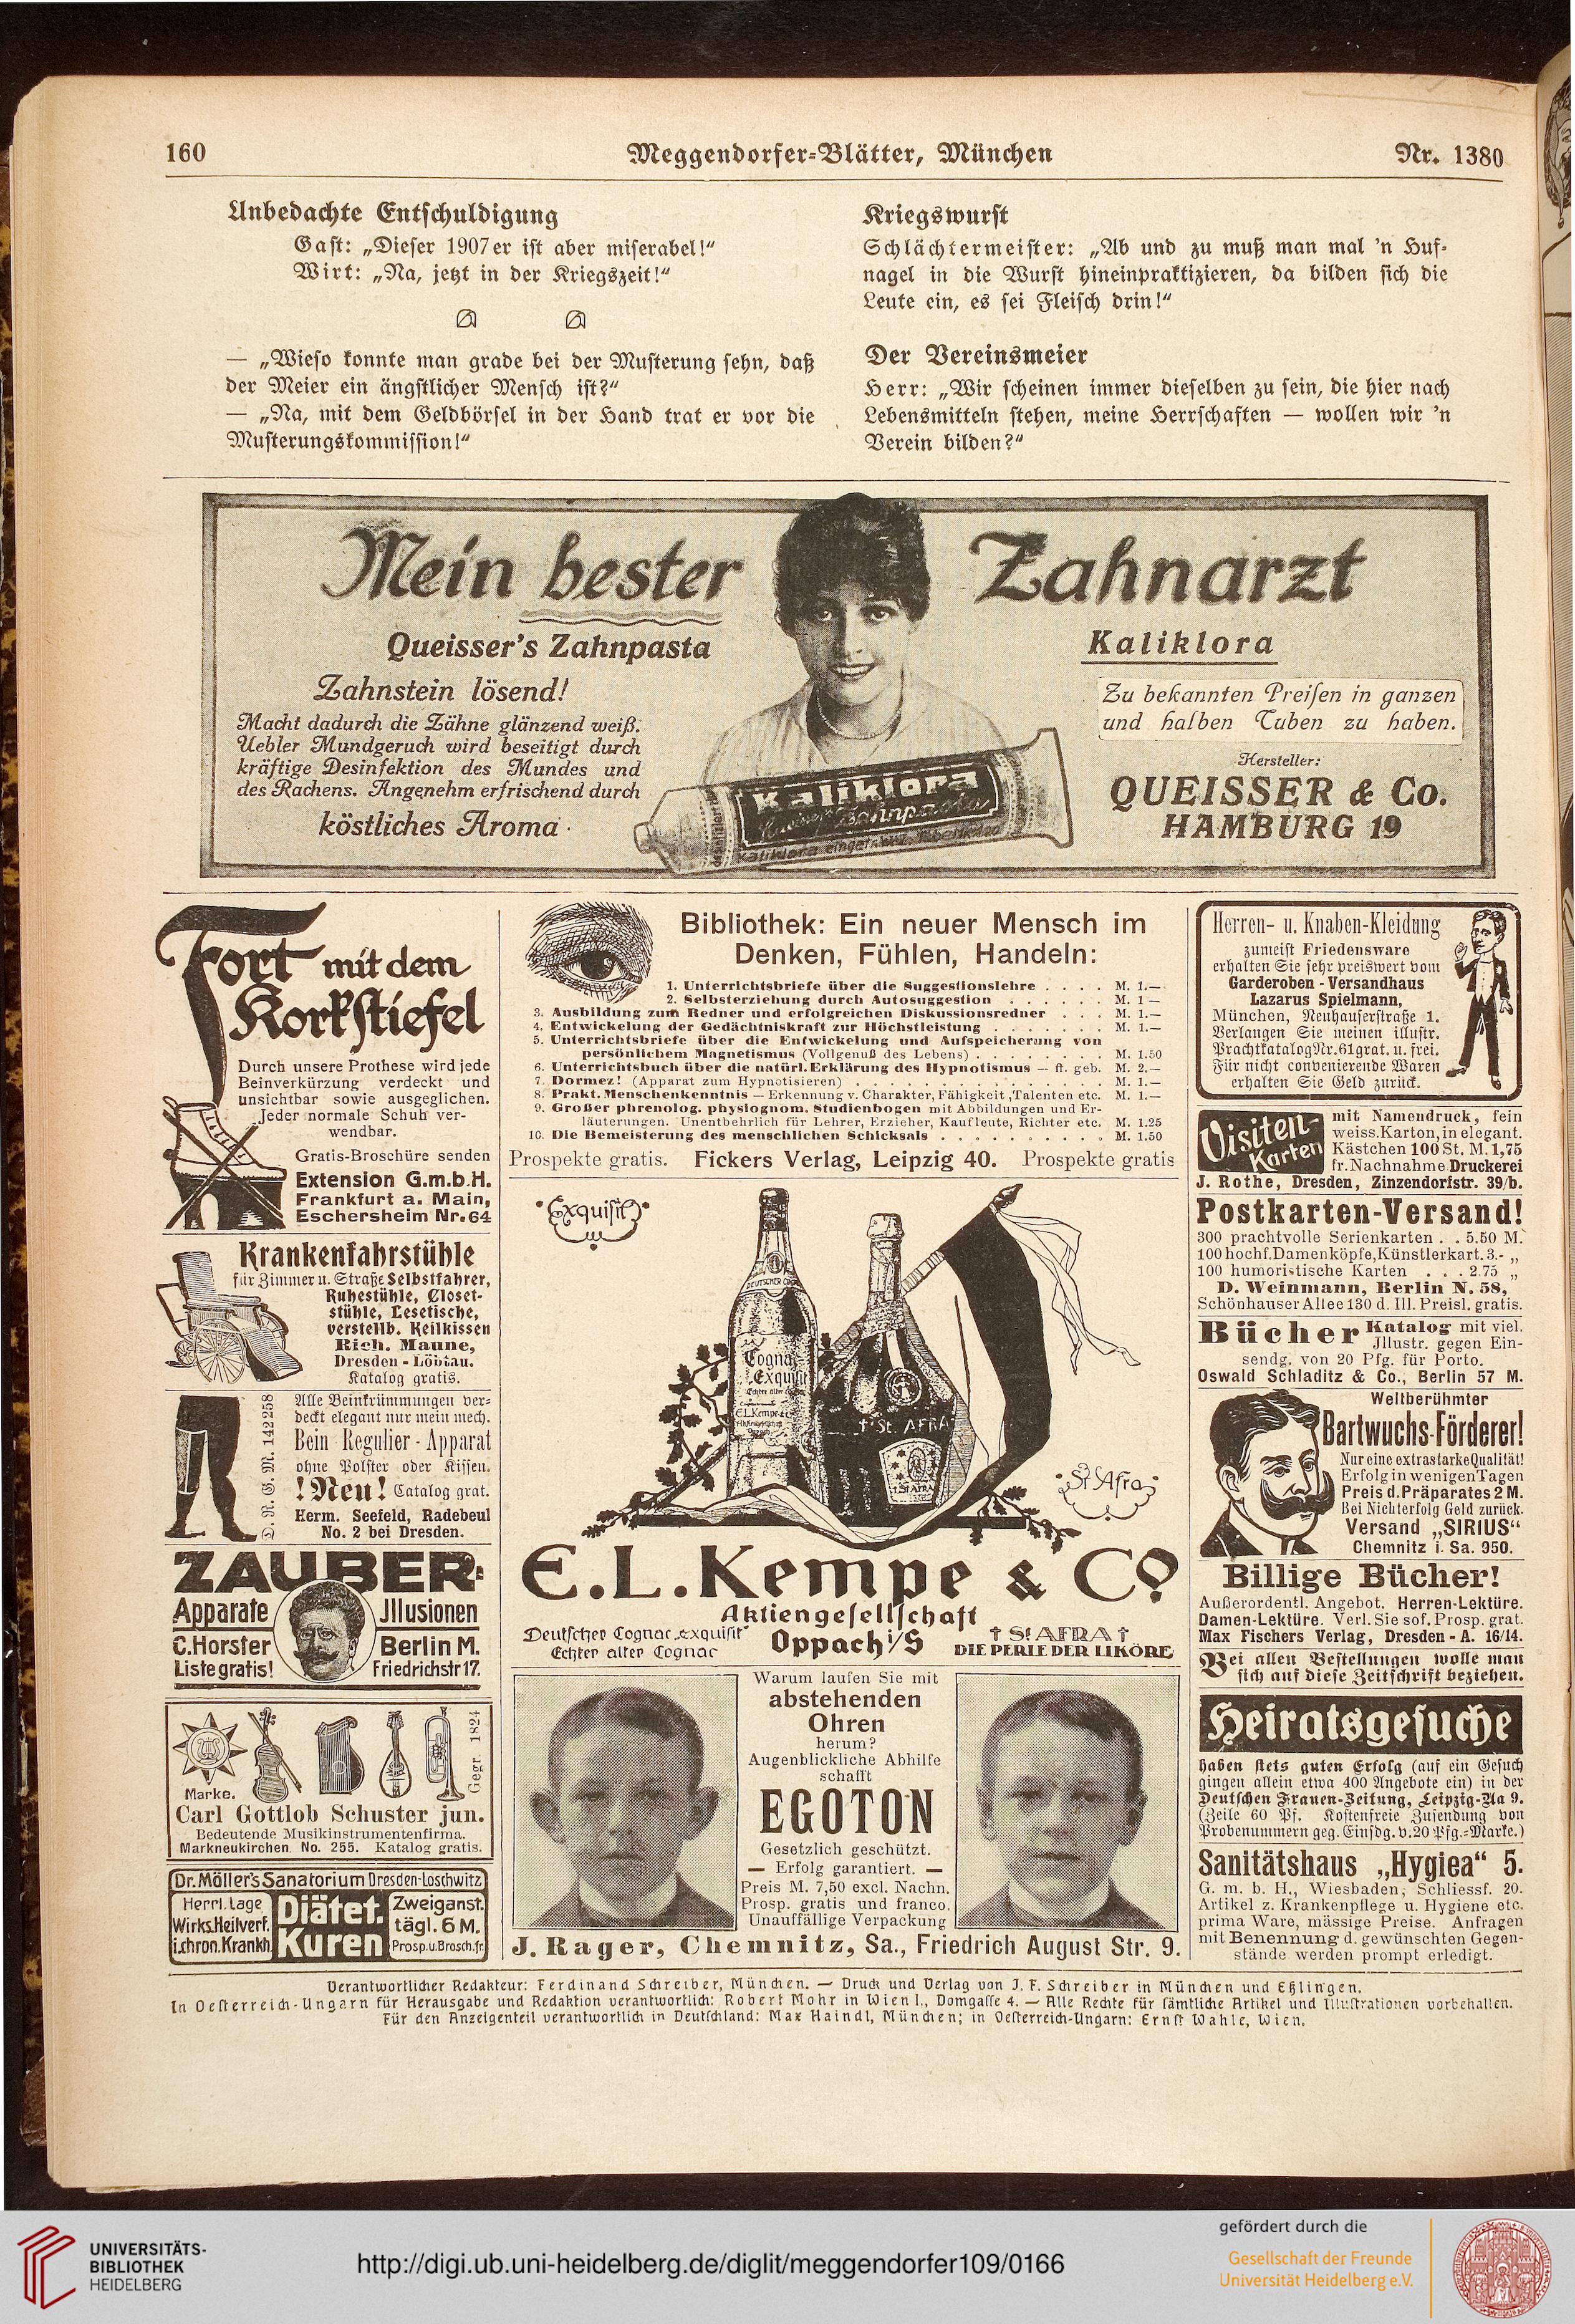 160
Meggendorfer-Blätter, München
Nr. 1380
Unbedachte Entschuldigung
Gast: „Dieser 1907er ist aber miserabel!“
Wirt: „Na, jetzt in der Kriegszeit!“
— „Wieso konnte man grade bei der Musterung sehn, daß
der Meier ein ängstlicher Mensch ist?“
— „Na, mit dem Geldbörsel in der Hand trat er vor die
Musterungskommission!“
Kriegswurst
Schlächtermeister: „Ab und zu muß man mal 'n Huf-
nagel in die Wurst hineinpraktizieren, da bilden sich die
Leute ein, es sei Fleisch drin!“
Der Vereinsmeier
Herr: „Wir scheinen immer dieselben zu sein, die hier nach
Lebensmitteln stehen, meine Herrschaften — wollen wir 'n
Verein bilden?“
Mein bester Zahnarzt
Queisser's Zahnpasta
Kaliklora
Zahnstein lösend!
Macht dadurch die Zähne glänzend weiß.
Uebler Mundgeruch wird beseitigt durch
kräftige Desinfektion des Mundes und
des Rachens. Angenehm erfrischend durch
köstliches Aroma
Zu bekannten Preisen in ganzen
und halben Tuben zu haben.
Hersteller:
QUEISSER & Co.
HAMBURG 19
Kaliklora
Fort mit dem
Korkstiefel
Durch unsere Prothese wird jede
Beinverkürzung verdeckt und
unsichtbar sowie ausgeglichen.
Jeder normale Schuh ver-
wendbar.
Gratis-Broschüre senden
Extension G.m.b.H.
Frankfurt a. Main,
Eschersheim Nr. 64
Krankenfahrstühle
für Zimmer u. Straße Selbstfahrer,
Ruhestühle, Closet-
stühle, Lesetische,
verstellb. Keilkissen
Rich. Maune,
Dresden - Löbtau.
Katalog gratis.
D. R. G. M. 142258
Alle Beinkrümmungen ver-
deckt elegant nur mein mech.
Bein-Regulier-Apparat
ohne Polster oder Kissen.
! Neu! Catalog grat.
Herm. Seefeld, Radebeul
No. 2 bei Dresden.
ZAUBER-
Apparate Jllusionen
C.Horster Berlin M.
Liste gratis! Friedrichstr 17.
Marke.
Gegr. 1824
Carl Gottlob Schuster jun.
Bedeutende Musikinstrumentenfirma.
Markneukirchen No. 255. Katalog gratis.
Dr. Möller's Sanatorium Dresden-Loschwitz
Herrl. Lage
Wirks. Heilverf.
i.chron.Krankh.
Diätet.
Kuren
Zweiganst.
tägl. 6 M.
Prosp.u.Brosch.fr.
Bibliothek: Ein neuer Mensch im
Denken, Fühlen, Handeln:
1. Unterrichtsbriefe über die Suggestionslehre . . . . M. 1.—
2. Selbsterziehung durch Autosuggestion . . . . . . M. 1 —
3. Ausbildung zum Redner und erfolgreichen Diskussionsredner . . . M. 1.—
4. Entwickelung der Gedächtniskraft zur Höchstleistung . . . . . . . M. 1.—
5. Unterrichtsbriefe über die Entwickelung und Aufspeicherung von
persönlichem Magnetismus (Vollgenuß des Lebens) . . . . . . . . M. 1.50
6. Unterrichtsbuch über die natürl. Erklärung des Hypnotismus — fl. geb. M. 2.—
7. Dormez! (Apparat zum Hypnotisieren) . . . . . . . . . . . . . . M. 1.—
8. Prakt. Menschenkenntnis — Erkennung v. Charakter, Fähigkeit, Talenten etc. M. 1.—
9. Großer phrenolog. physiognom. Studienbogen mit Abbildungen und Er-
läuterungen. Unentbehrlich für Lehrer, Erzieher, Kaufleute, Richter etc. M. 1.25
10. Die Bemeisterung des menschlichen Schicksals . . . . . . . . . . M. 1.50
Prospekte gratis. Fickers Verlag, Leipzig 40. Prospekte gratis
Exquisit
DEUTSCHER
Cognac
Exquisit
E.L.Kempe
St. AFRA
St. Afra
E.L.Kempe & Co
Aktiengesellschaft
Deutscher Cognac „Exquisit“
Echter alter Cognac
Oppach i/S
† St. AFRA †
DIE PERLE DER LIKÖRE
Warum laufen Sie mit
abstehenden
Ohren
herum?
Augenblickliche Abhilfe
schafft
EGOTON
Gesetzlich geschützt.
— Erfolg garantiert. —
Preis M. 7,50 excl. Nachn.
Prosp. gratis und franco.
Unauffällige Verpackung
J. Rager, Chemnitz, Sa., Friedrich August Str. 9.
Herren- u. Knaben-Kleidung
zumeist Friedensware
erhalten Sie sehr preiswert vom
Garderoben-Versandhaus
Lazarus Spielmann,
München, Neuhauserstraße 1.
Verlangen Sie meinen illustr.
Prachtkatalog Nr. 61 grat. u. frei.
Für nicht convenierende Waren
erhalten Sie Geld zurück.
Visiten-
Karten
mit Namendruck, fein
weiss. Karton, in elegant.
Kästchen 100 St. M. 1,75
fr. Nachnahme Druckerei
J. Rothe, Dresden, Zinzendorfstr. 39/b.
Postkarten-Versand!
300 prachtvolle Serienkarten . . 5.50 M.
100 hochf. Damenköpfe, Künstlerkart. 3.- „
100 humoristische Karten . . . 2.75 „
D. Weinmann, Berlin N. 58,
Schönhauser Allee 130 d. Ill. Preisl. gratis.
Bücher Katalog mit viel.
Jllustr. gegen Ein-
sendg. von 20 Pfg. für Porto.
Oswald Schladitz & Co., Berlin 57 M.
Weltberühmter
Bartwuchs-Förderer!
Nur eine extrastarke Qualität!
Erfolg in wenigen Tagen
Preis d. Präparates 2 M.
Bei Nichterfolg Geld zurück.
Versand „SIRIUS“
Chemnitz i. Sa. 950.
Billige Bücher!
Außerordentl. Angebot. Herren-Lektüre.
Damen-Lektüre. Verl. Sie sof. Prosp. grat.
Max Fischers Verlag, Dresden-A. 16/14.
Bei allen Bestellungen wolle man
sich auf diese Zeitschrift beziehen.
Heiratsgesuche
haben stets guten Erfolg (auf ein Gesuch
gingen allein etwa 400 Angebote ein) in der
Deutschen Frauen-Zeitung, Leipzig-Na 9.
(Zeile 60 Pf. Kostenfreie Zusendung von
Probenummern geg. Einsdg. v. 20 Pfg.-Marke.)
Sanitätshaus „Hygiea“ 5.
G. m. b. H., Wiesbaden, Schliessf. 20.
Artikel z. Krankenpflege u. Hygiene etc.
prima Ware, mässige Preise. Anfragen
mit Benennung d. gewünschten Gegen-
stände werden prompt erledigt.
Verantwortlicher Redakteur: Ferdinand Schreiber, München. — Druck und Verlag von J. F. Schreiber in München und Eßlingen.
In Oesterreich-Ungarn für Herausgabe und Redaktion verantwortlich: Robert Mohr in Wien I., Domgasse 4. — Alle Rechte für sämtliche Artikel und Illustrationen vorbehalten.
Für den Anzeigenteil verantwortlich in Deutschland: Max Haindl, München; in Oesterreich-Ungarn: Ernst Wahle, Wien.
UNIVERSITÄTS-
BIBLIOTHEK
HEIDELBERG
http://digi.ub.uni-heidelberg.de/diglit/meggendorfer109/0166
gefördert durch die
Gesellschaft der Freunde
Universität Heidelberg e.V.